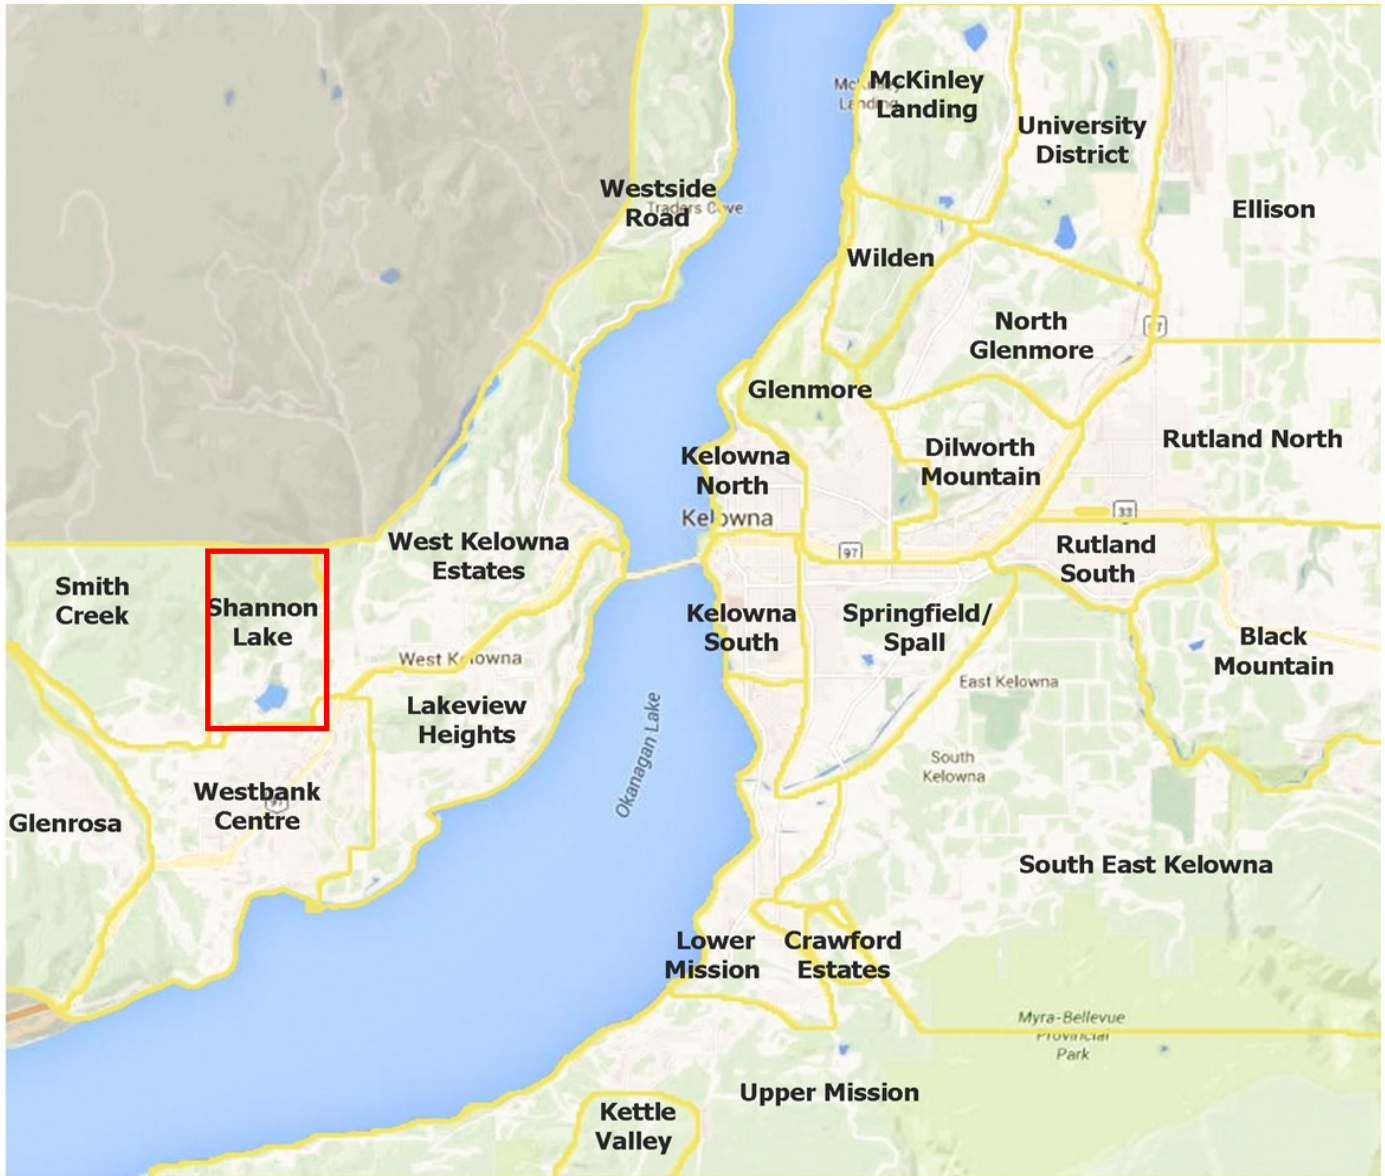 McKinley
Landing
McKinley
Landing
University
District
Westside
Road
Traders Cove
Ellison
Wilden
North
Glenmore
97
Glenmore
Rutland North
Dilworth
Mountain
Kelowna
North
Kelowna
33
97
West Kelowna
Estates
Rutland
South
Smith
Creek
Shannon
Lake
Kelowna
South
Springfield/
Spall
Black
Mountain
West Kelowna
East Kelowna
Lakeview
Heights
Okanagan Lake
South
Kelowna
Westbank
Centre
97
Glenrosa
South East Kelowna
Lower
Mission
Crawford
Estates
Myra-Bellevue
Provincial
Park
Upper Mission
Kettle
Valley